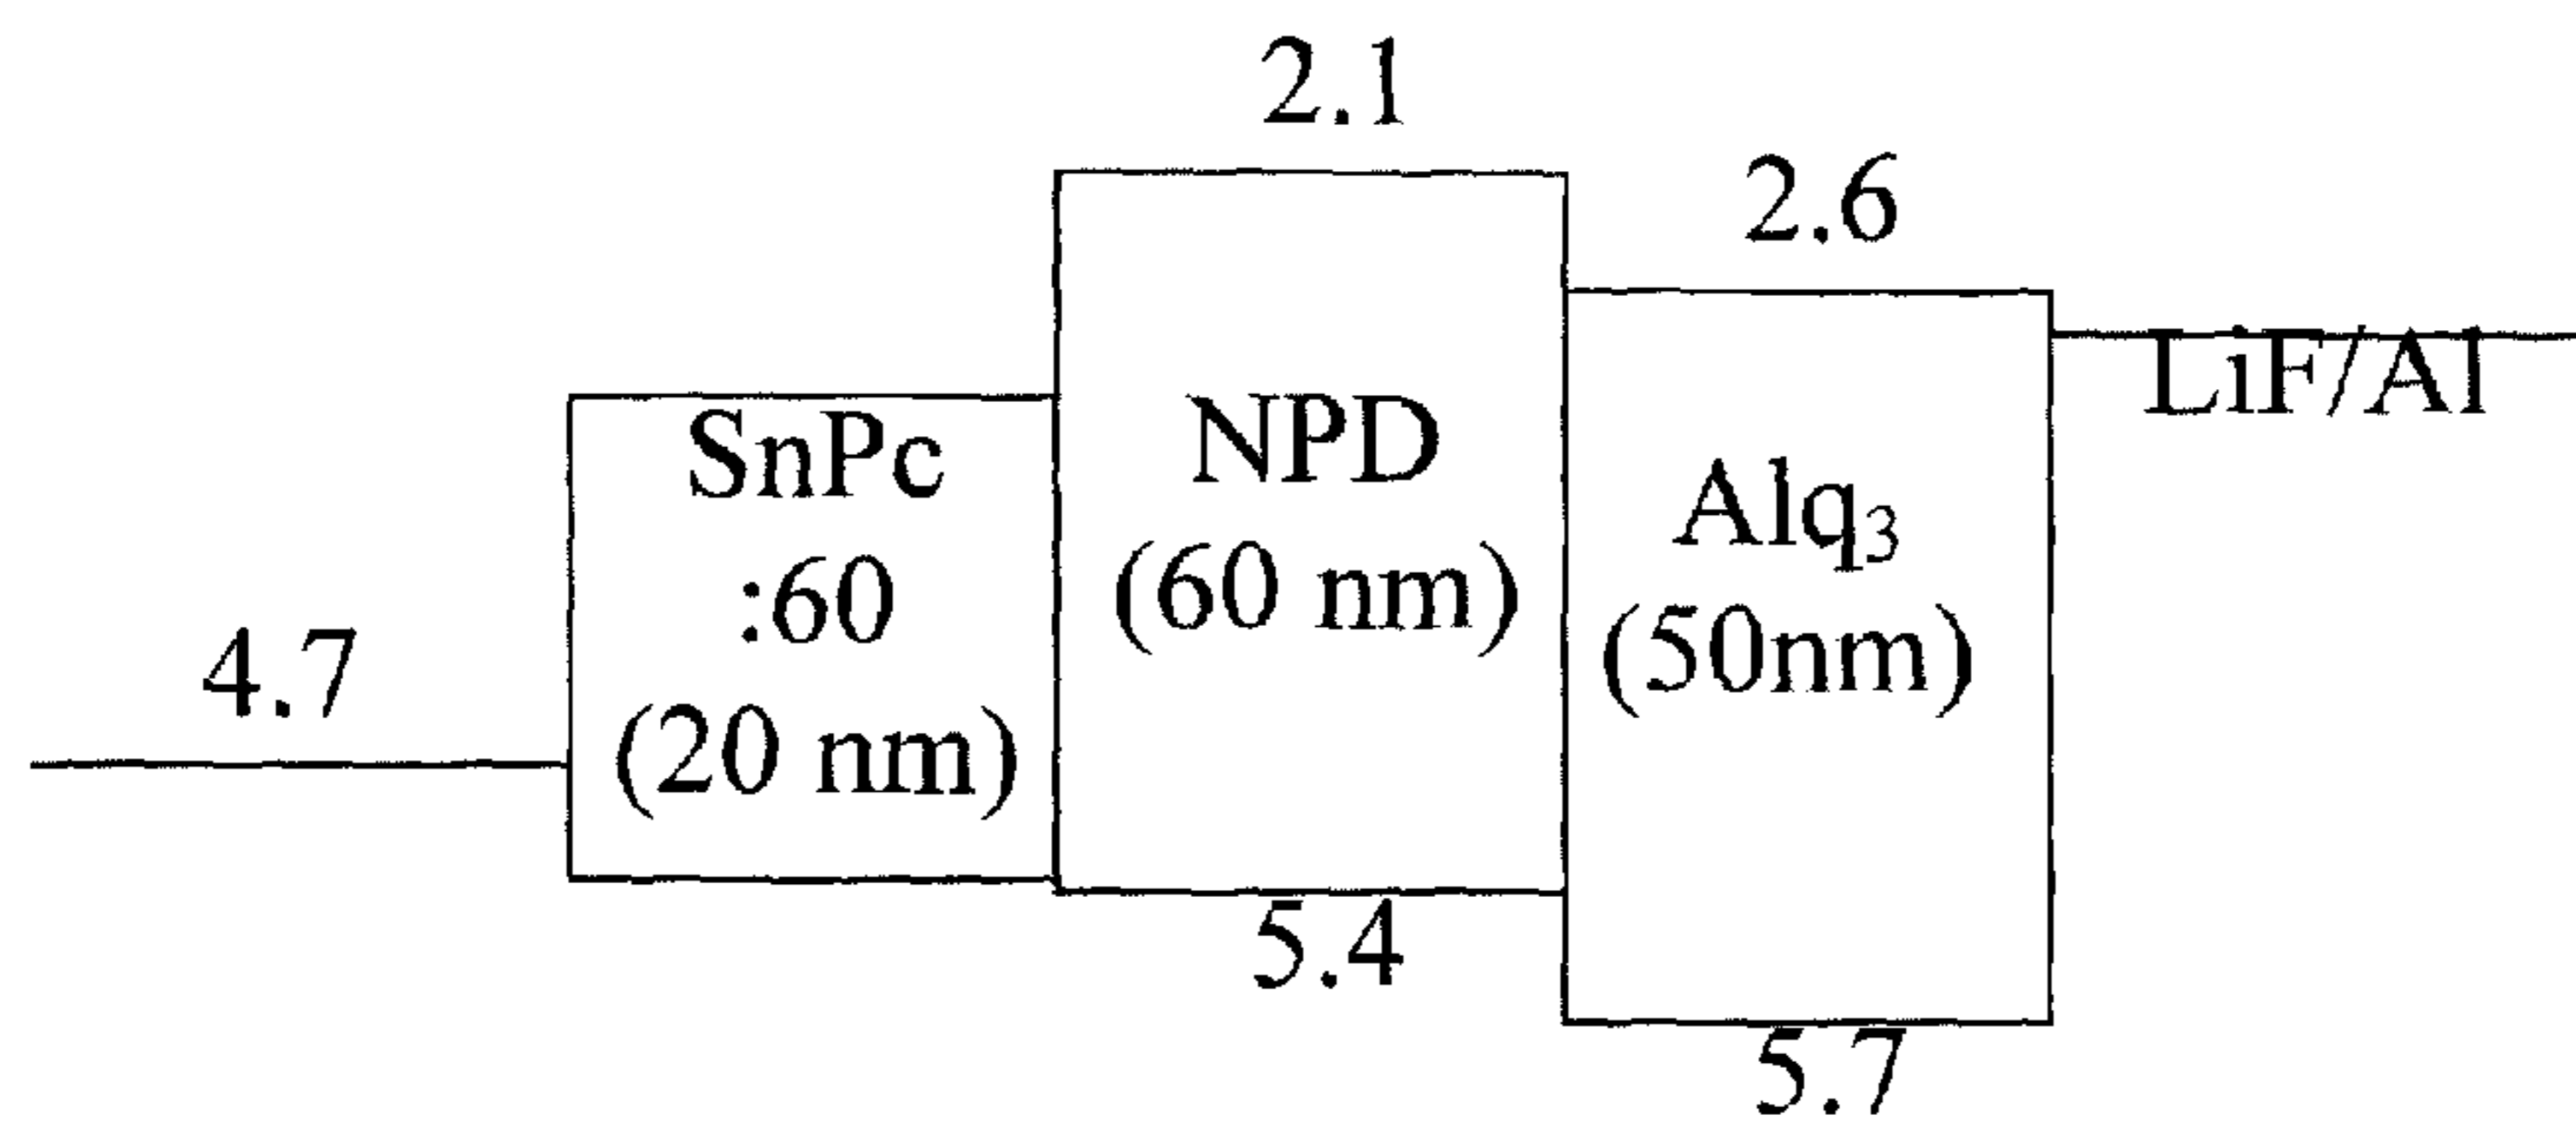 2.1
2.6
LiF/Al
SnPc
:60
(20 nm)
NPD
(60 nm)
Alq₃
(50nm)
4.7
5.4
5.7